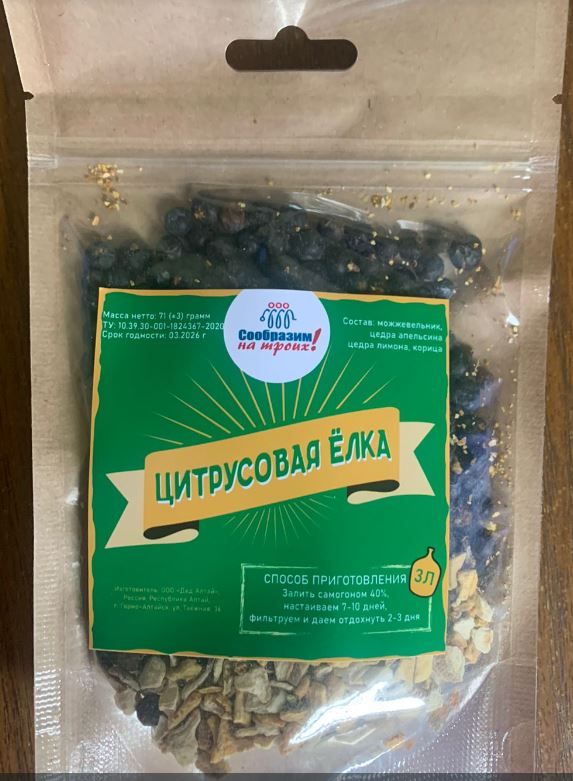 Масса нетто: 71 (±3) грамм
ТУ: 10.39.30-001-1824367-2020
Срок годности: 03.2026 г
ООО
Сообразим
на троих!
Состав: можжевельник,
цедра апельсина
цедра лимона, корица
ЦИТРУСОВАЯ ЁЛКА
Изготовитель: ООО «Дед Алтай»,
Россия, Республика Алтай,
г. Горно-Алтайск, ул.
СПОСОБ ПРИГОТОВЛЕНИЯ
3Л
Залить самогоном 40%,
настаиваем 7-10 дней,
фильтруем и даем отдохнуть 2-3 дня